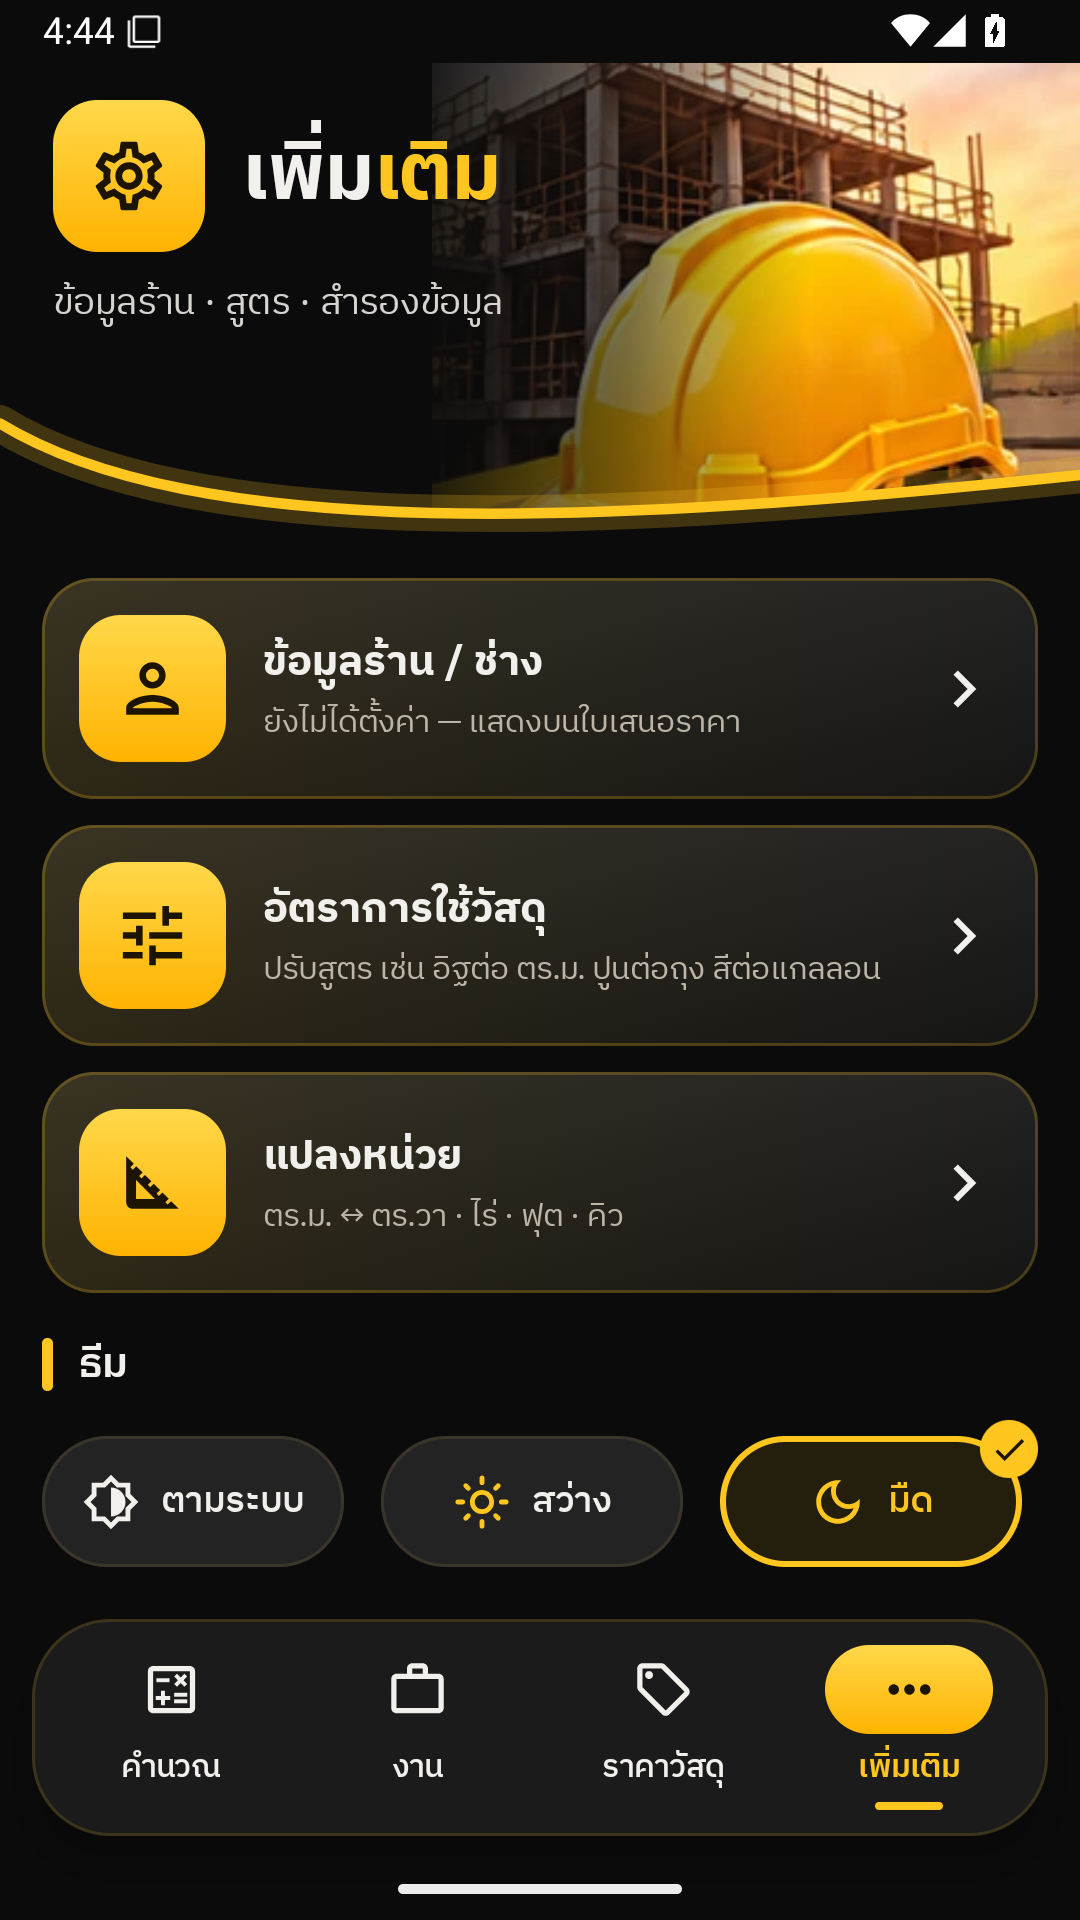 4:44
เพิ่มเติม
ข้อมูลร้าน · สูตร · สำรองข้อมูล
ข้อมูลร้าน / ช่าง
ยังไม่ได้ตั้งค่า — แสดงบนใบเสนอราคา
อัตราการใช้วัสดุ
ปรับสูตร เช่น อิฐต่อ ตร.ม. ปูนต่อถุง สีต่อแกลลอน
แปลงหน่วย
ตร.ม. ↔ ตร.วา · ไร่ · ฟุต · คิว
ธีม
ตามระบบ
สว่าง
มืด
คำนวณ
งาน
ราคาวัสดุ
เพิ่มเติม